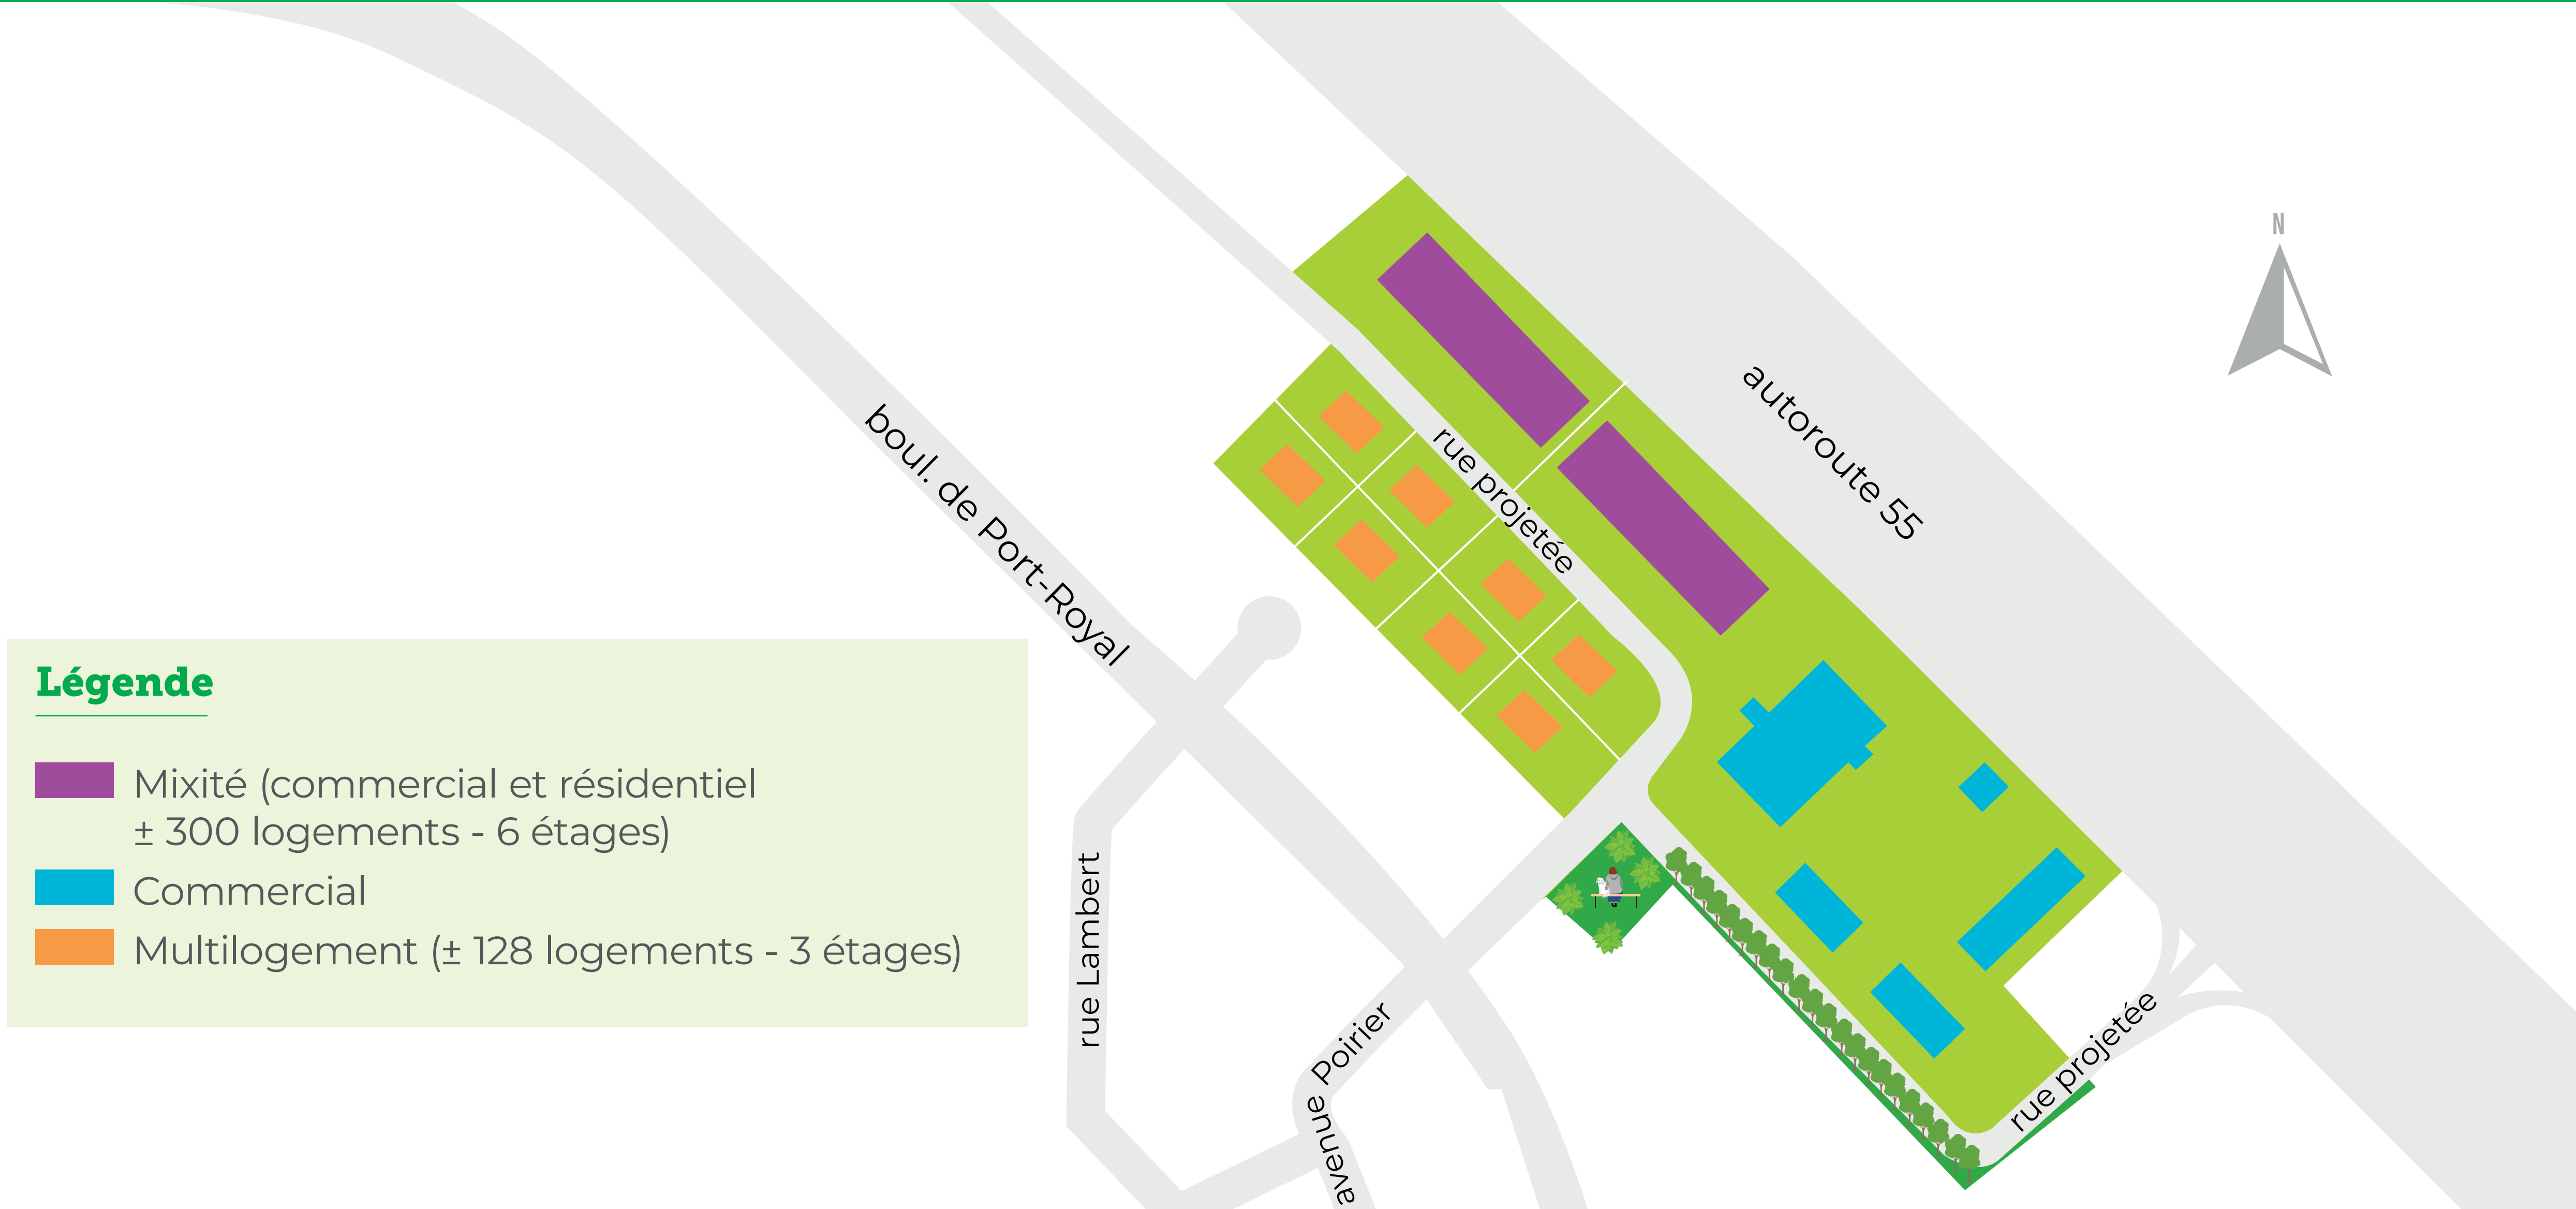 N
autoroute 55
boul. de Port-Royal
rue projetée
Légende
Mixité (commercial et résidentiel
± 300 logements - 6 étages)
Commercial
Multilogement (± 128 logements - 3 étages)
rue Lambert
avenue Poirier
rue projetée